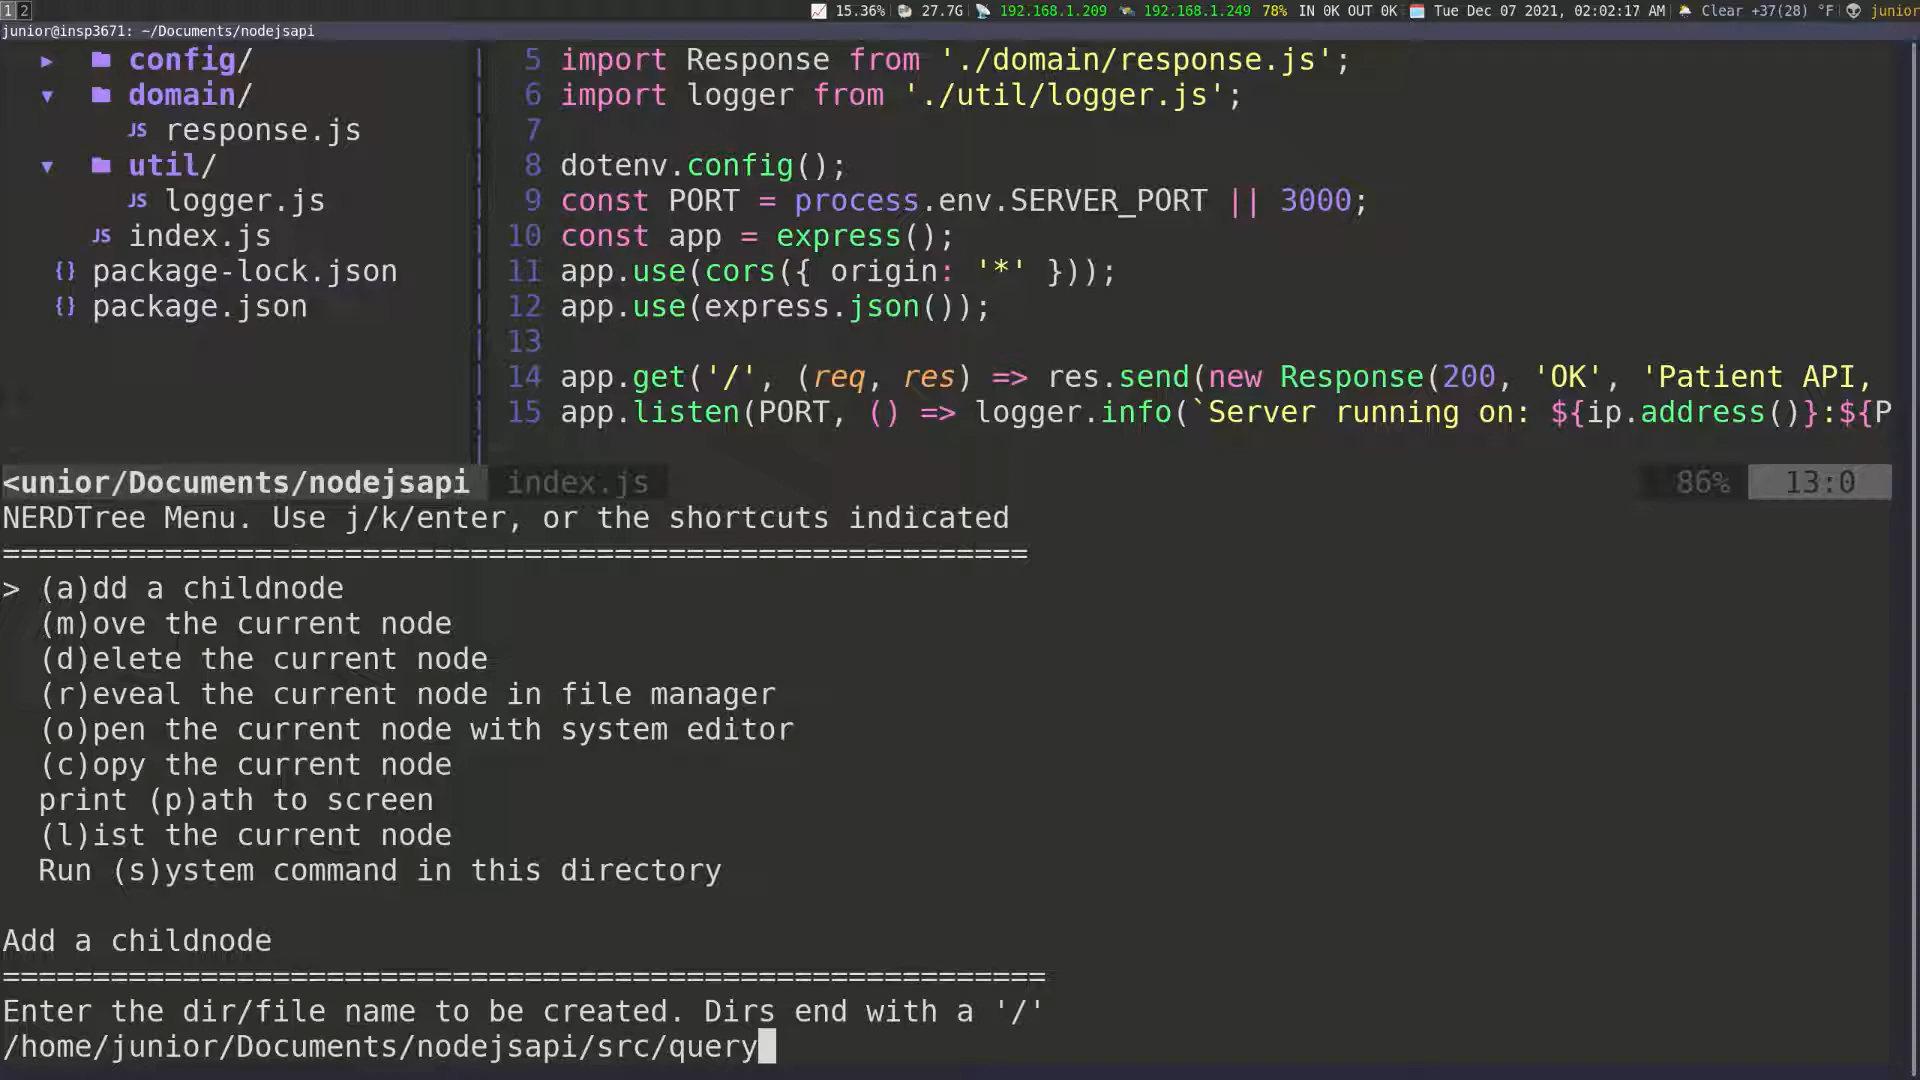 1 2 15.36% 27.7G 192.168.1.209 192.168.1.249 78% IN 0K OUT 0K Tue Dec 07 2021, 02:02:17 AM Clear +37(28) °F junior
junior@insp3671: ~/Documents/nodejsapi
▸ config/
▾ domain/
JS response.js
▾ util/
JS logger.js
JS index.js
{} package-lock.json
{} package.json
5 import Response from './domain/response.js';
6 import logger from './util/logger.js';
7
8 dotenv.config();
9 const PORT = process.env.SERVER_PORT || 3000;
10 const app = express();
11 app.use(cors({ origin: '*' }));
12 app.use(express.json());
13
14 app.get('/', (req, res) => res.send(new Response(200, 'OK', 'Patient API,
15 app.listen(PORT, () => logger.info(`Server running on: ${ip.address()}:${P
<unior/Documents/nodejsapi index.js 86% 13:0
NERDTree Menu. Use j/k/enter, or the shortcuts indicated
=========================================================
> (a)dd a childnode
(m)ove the current node
(d)elete the current node
(r)eveal the current node in file manager
(o)pen the current node with system editor
(c)opy the current node
print (p)ath to screen
(l)ist the current node
Run (s)ystem command in this directory
Add a childnode
==========================================================
Enter the dir/file name to be created. Dirs end with a '/'
/home/junior/Documents/nodejsapi/src/query